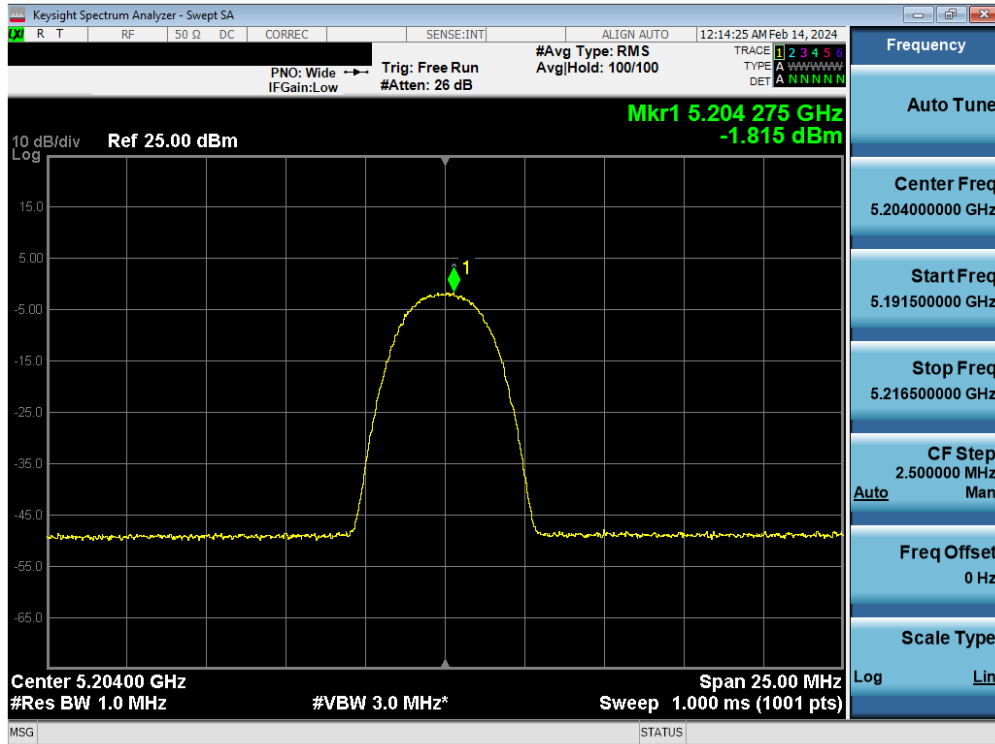 Keysight Spectrum Analyzer - Swept SA
LXI R T RF 50 Ω DC CORREC SENSE:INT ALIGN AUTO 12:14:25 AM Feb 14, 2024
PNO: Wide
IFGain:Low
Trig: Free Run
#Atten: 26 dB
#Avg Type: RMS
Avg|Hold: 100/100
TRACE 1 2 3 4 5 6
TYPE A WWWWW
DET A N N N N N
Mkr1 5.204 275 GHz
-1.815 dBm
10 dB/div Ref 25.00 dBm
Log
15.0
5.00
1
-5.00
-15.0
-25.0
-35.0
-45.0
-55.0
-65.0
Center 5.20400 GHz Span 25.00 MHz
#Res BW 1.0 MHz #VBW 3.0 MHz* Sweep 1.000 ms (1001 pts)
MSG STATUS
Frequency
Auto Tune
Center Freq
5.204000000 GHz
Start Freq
5.191500000 GHz
Stop Freq
5.216500000 GHz
CF Step
2.500000 MHz
Auto Man
Freq Offset
0 Hz
Scale Type
Log Lin